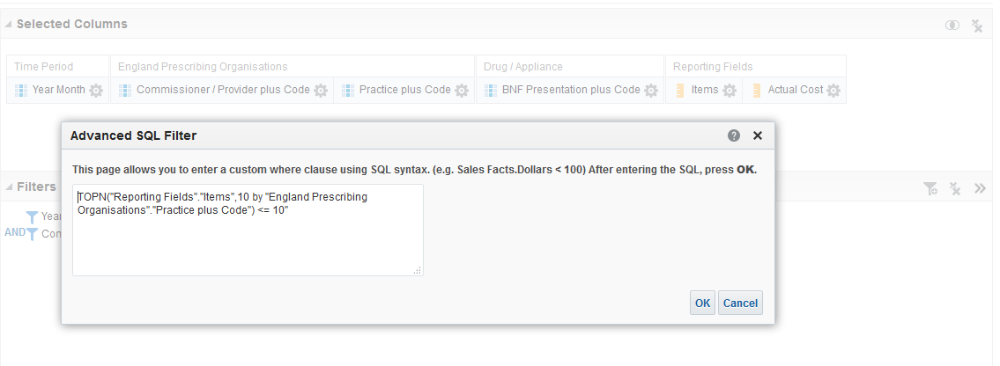 Selected Columns
Time Period England Prescribing Organisations Drug / Appliance Reporting Fields
Year Month Commissioner / Provider plus Code Practice plus Code BNF Presentation plus Code Items Actual Cost
Advanced SQL Filter
This page allows you to enter a custom where clause using SQL syntax. (e.g. Sales Facts.Dollars < 100) After entering the SQL, press OK.
TOPN("Reporting Fields"."Items",10 by "England Prescribing
Organisations"."Practice plus Code") <= 10"
OK Cancel
Filters
Yea
AND Con